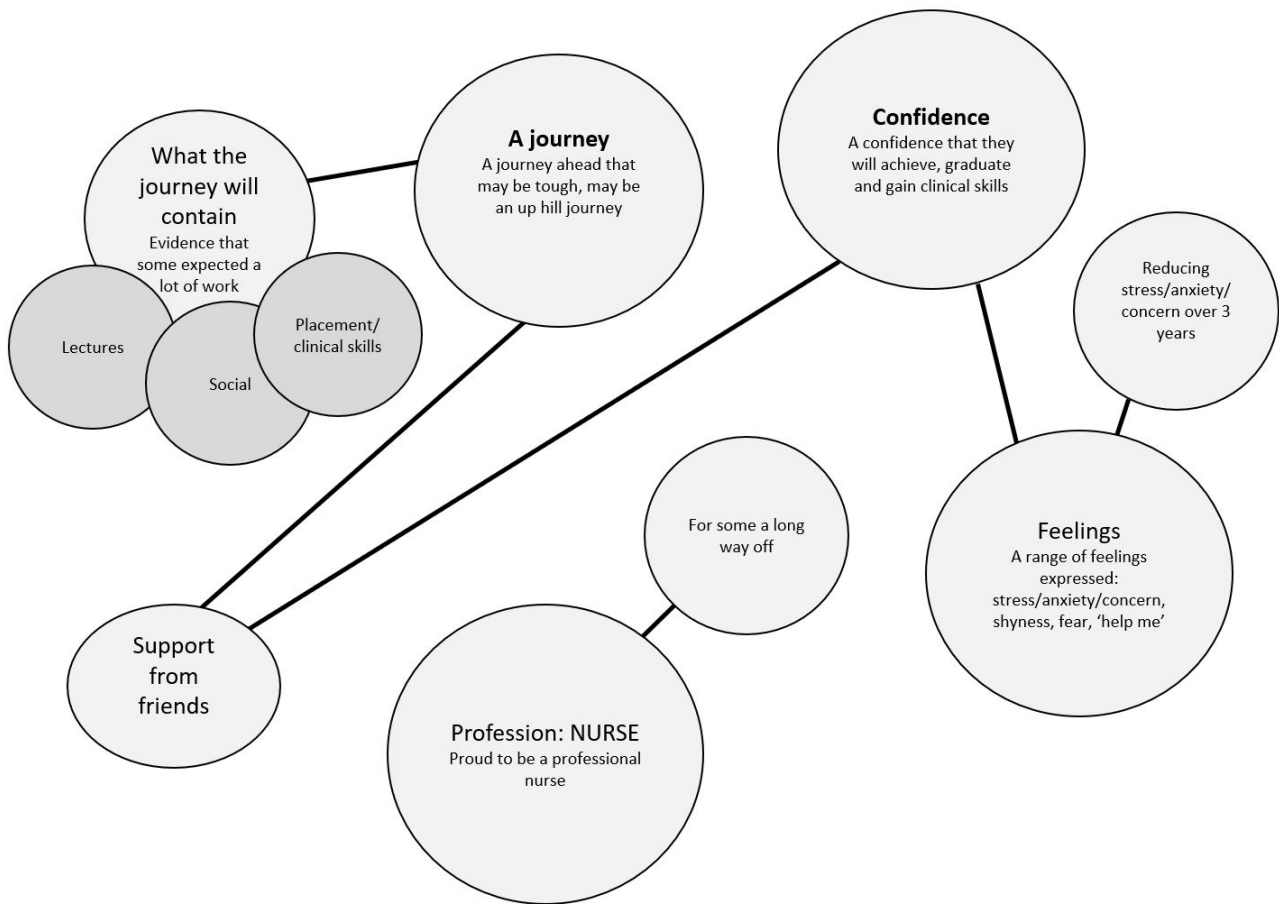 What the
journey will
contain
Evidence that
some expected a
lot of work
Lectures
Social
Placement/
clinical skills
A journey
A journey ahead that
may be tough, may be
an up hill journey
Confidence
A confidence that they
will achieve, graduate
and gain clinical skills
Reducing
stress/anxiety/
concern over 3
years
Feelings
A range of feelings
expressed:
stress/anxiety/concern,
shyness, fear, ‘help me’
For some a long
way off
Support
from
friends
Profession: NURSE
Proud to be a professional
nurse